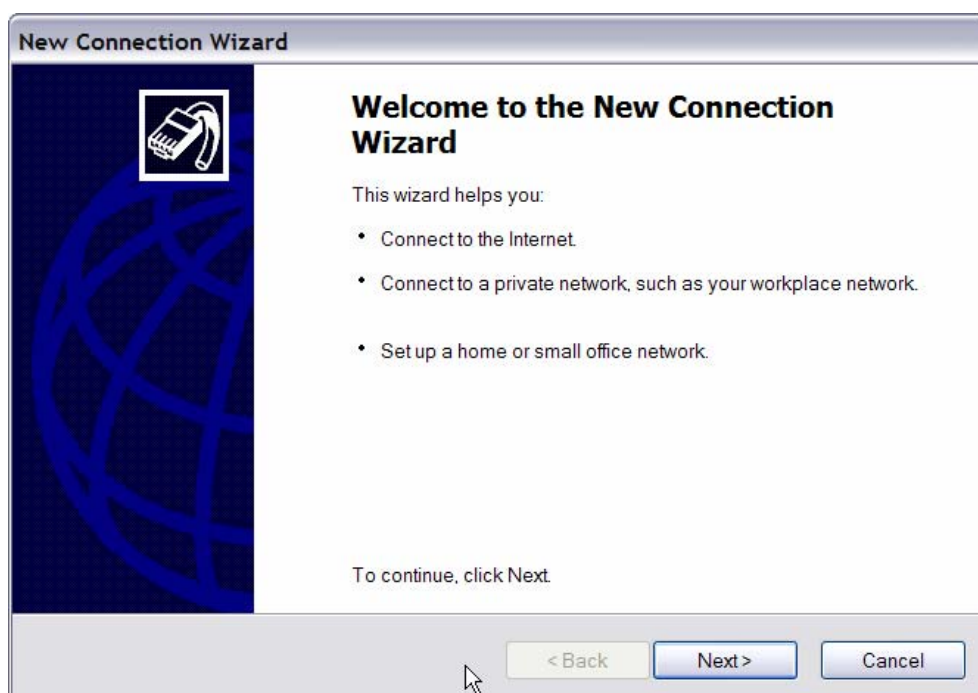 New Connection Wizard
Welcome to the New Connection
Wizard
This wizard helps you:
• Connect to the Internet.
• Connect to a private network, such as your workplace network.
• Set up a home or small office network.
To continue, click Next.
< Back Next > Cancel